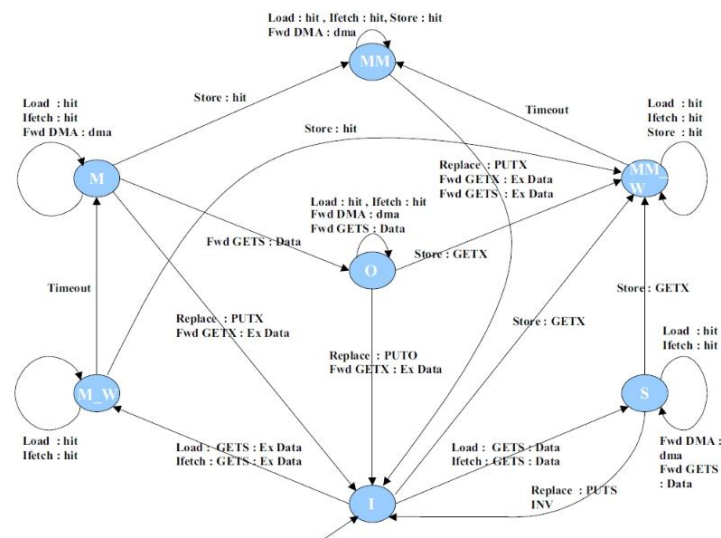 Load : hit , Ifetch : hit, Store : hit
Fwd DMA : dma
MM
Store : hit
Timeout
Load : hit
Ifetch : hit
Fwd DMA : dma
Store : hit
Load : hit
Ifetch : hit
Store : hit
M
Replace : PUTX
Fwd GETX : Ex Data
Fwd GETS : Ex Data
MM_
W
Load : hit , Ifetch : hit
Fwd DMA : dma
Fwd GETS : Data
Fwd GETS : Data
O
Store : GETX
Timeout
Store : GETX
Replace : PUTX
Fwd GETX : Ex Data
Store : GETX
Replace : PUTO
Fwd GETX : Ex Data
Load : hit
Ifetch : hit
M_W
S
Load : hit
Ifetch : hit
Load : GETS : Ex Data
Ifetch : GETS : Ex Data
Load : GETS : Data
Ifetch : GETS : Data
Fwd DMA :
dma
Fwd GETS
: Data
Replace : PUTS
INV
I